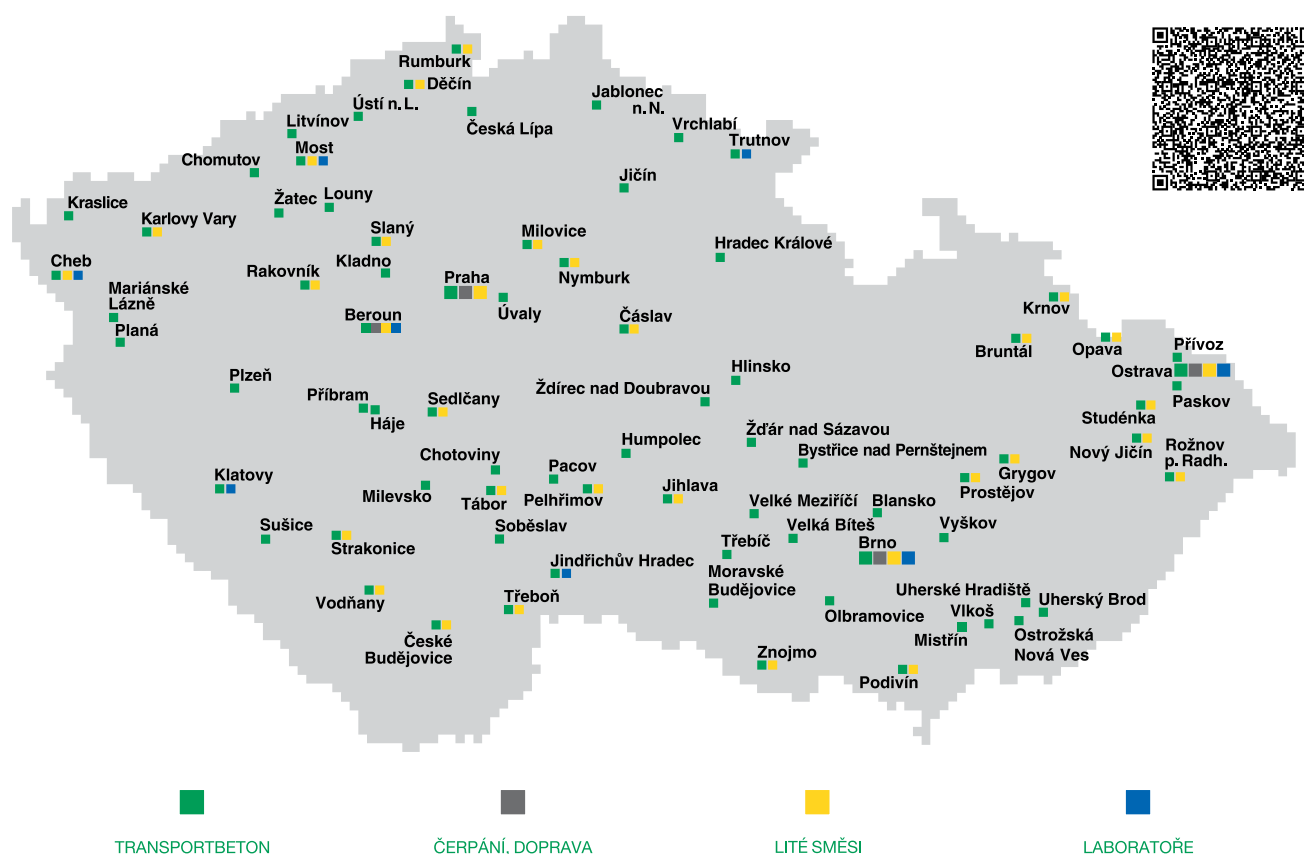 Rumburk
Děčín
Ústí n. L.
Jablonec
n. N.
Litvínov
Česká Lípa
Vrchlabí
Trutnov
Most
Chomutov
Jičín
Žatec
Louny
Kraslice
Karlovy Vary
Slaný
Milovice
Hradec Králové
Cheb
Rakovník
Kladno
Praha
Nymburk
Mariánské
Lázně
Krnov
Úvaly
Beroun
Čáslav
Planá
Přívoz
Bruntál
Opava
Ostrava
Hlinsko
Plzeň
Ždírec nad Doubravou
Příbram
Sedlčany
Paskov
Háje
Studénka
Žďár nad Sázavou
Humpolec
Bystřice nad Pernštejnem
Nový Jičín
Rožnov
p. Radh.
Chotoviny
Pacov
Grygov
Klatovy
Jihlava
Prostějov
Milevsko
Tábor
Pelhřimov
Velké Meziříčí
Blansko
Sušice
Soběslav
Velká Bíteš
Vyškov
Strakonice
Třebíč
Brno
Jindřichův Hradec
Moravské
Budějovice
Uherské Hradiště
Vodňany
Třeboň
Olbramovice
Vlkoš
Uherský Brod
Mistřín
Ostrožská
Nová Ves
České
Budějovice
Znojmo
Podivín
TRANSPORTBETON
ČERPÁNÍ, DOPRAVA
LITÉ SMĚSI
LABORATOŘE